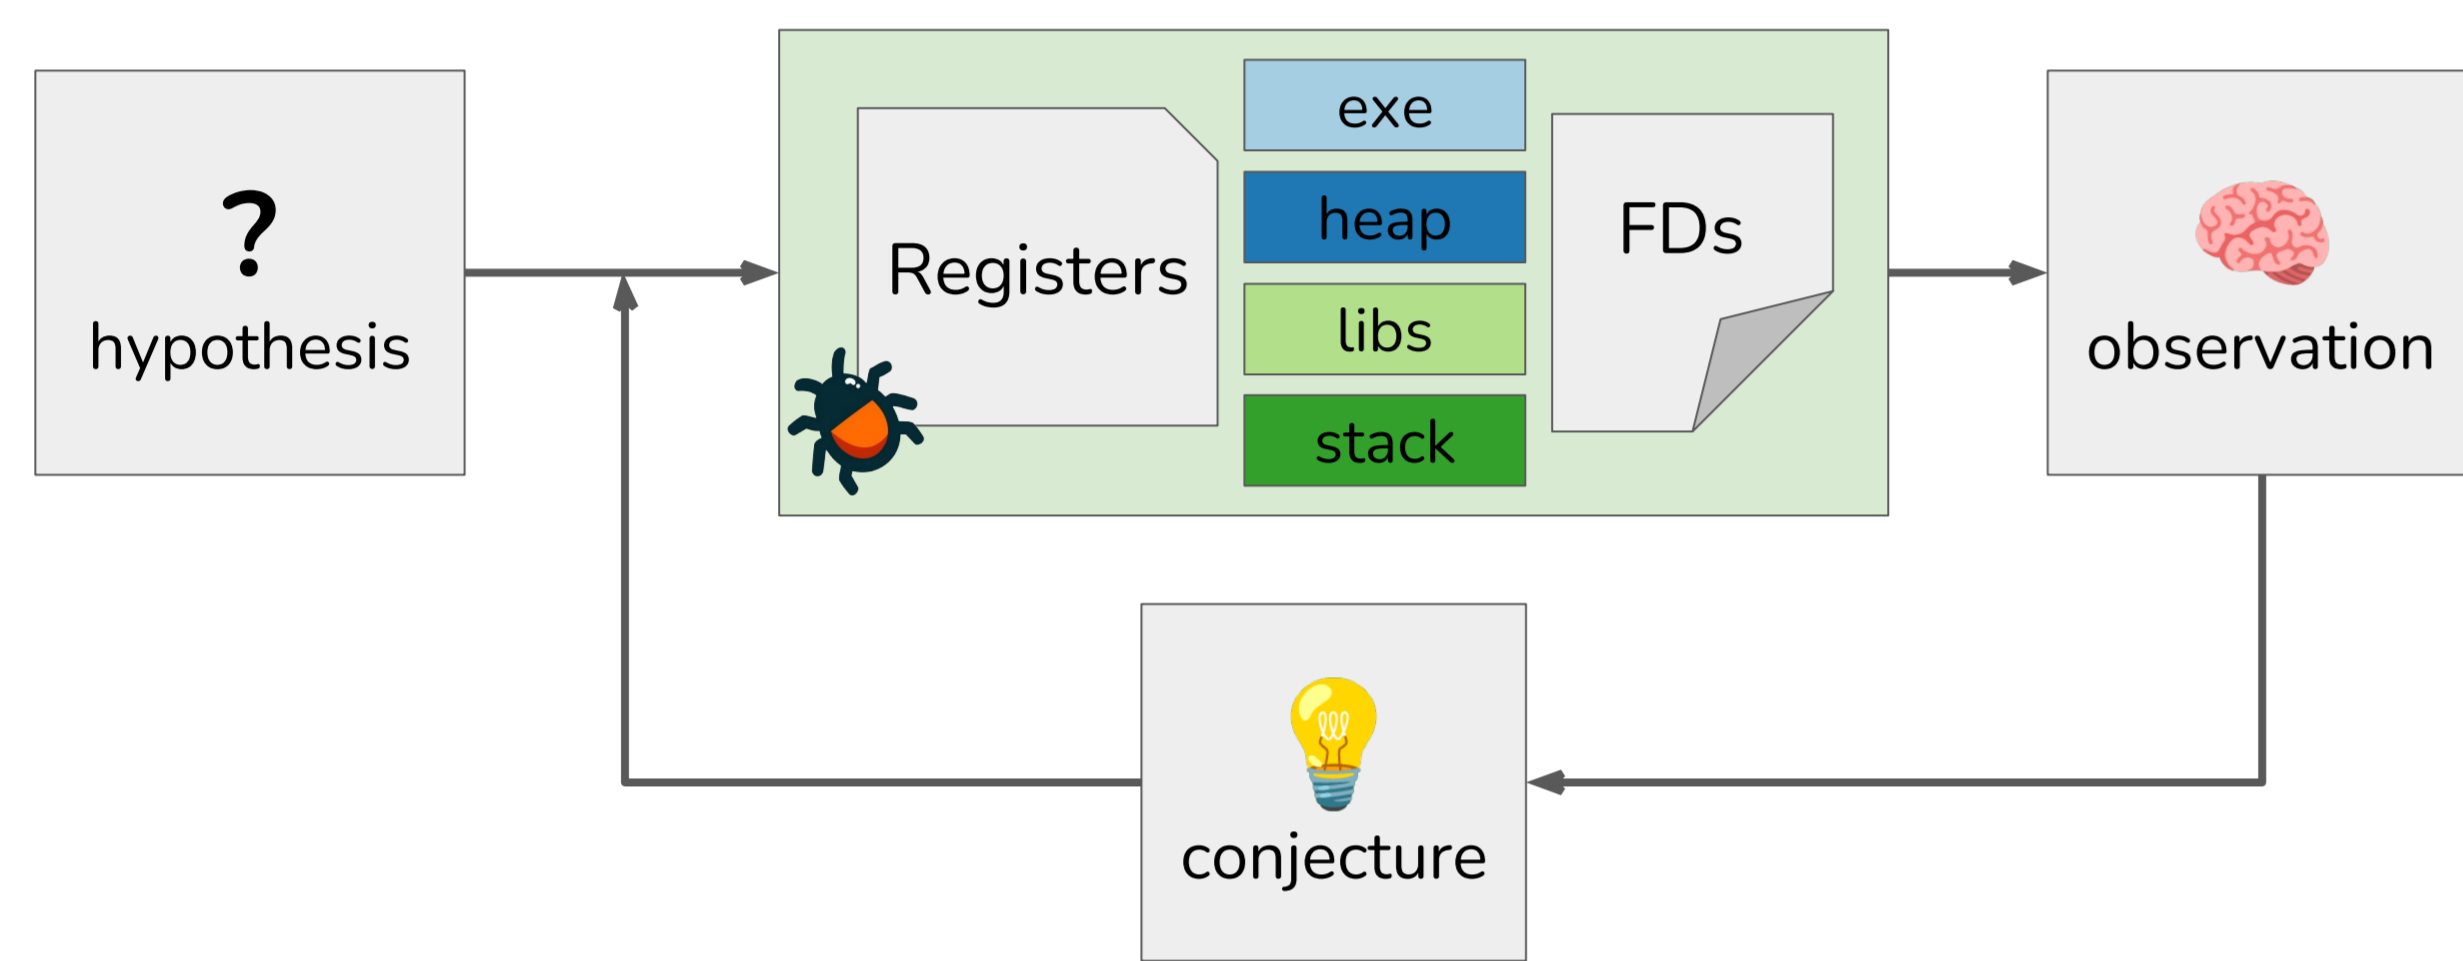 ?
hypothesis
Registers
exe
heap
libs
stack
FDs
observation
conjecture